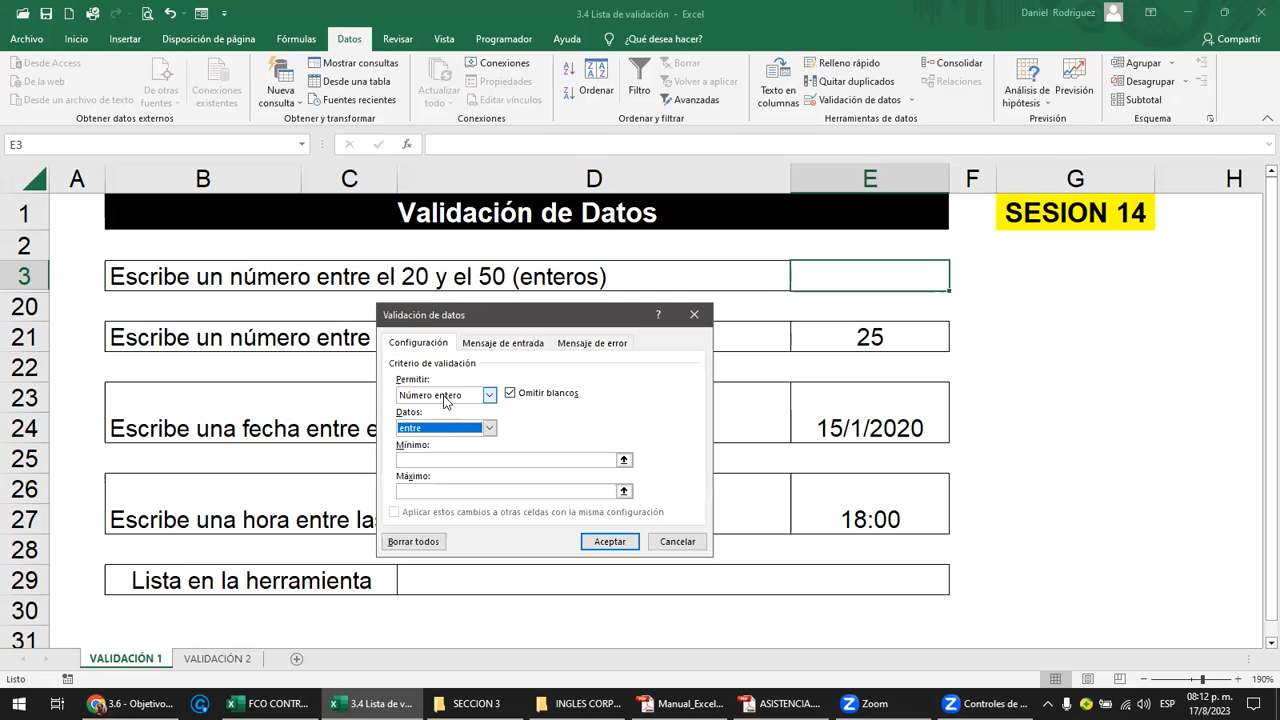 3.4 Lista de validación - Excel
Daniel Rodriguez
Archivo Inicio Insertar Disposición de página Fórmulas Datos Revisar Vista Programador Ayuda ¿Qué desea hacer? Compartir
Desde Access
De la web
Desde un archivo de texto
De otras fuentes
Conexiones existentes
Obtener datos externos
Nueva consulta
Mostrar consultas
Desde una tabla
Fuentes recientes
Obtener y transformar
Actualizar todo
Conexiones
Propiedades
Editar vínculos
Conexiones
Ordenar
Filtro
Borrar
Volver a aplicar
Avanzadas
Ordenar y filtrar
Texto en columnas
Relleno rápido
Quitar duplicados
Validación de datos
Consolidar
Relaciones
Herramientas de datos
Análisis de hipótesis
Previsión
Previsión
Agrupar
Desagrupar
Subtotal
Esquema
E3
A B C D E F G H
1 Validación de Datos SESION 14
2
3 Escribe un número entre el 20 y el 50 (enteros)
20
21 Escribe un número entre 25
22
23
24 Escribe una fecha entre e 15/1/2020
25
26
27 Escribe una hora entre las 18:00
28
29 Lista en la herramienta
30
31
Validación de datos ?
Configuración Mensaje de entrada Mensaje de error
Criterio de validación
Permitir:
Número entero Omitir blancos
Datos:
entre
Mínimo:
Máximo:
Aplicar estos cambios a otras celdas con la misma configuración
Borrar todos Aceptar Cancelar
VALIDACIÓN 1 VALIDACIÓN 2
Listo 190%
3.6 - Objetivo... FCO CONTR... 3.4 Lista de v... SECCION 3 INGLES CORP... Manual_Excel... ASISTENCIA.... Zoom Controles de ... ESP 08:12 p. m.
17/8/2023